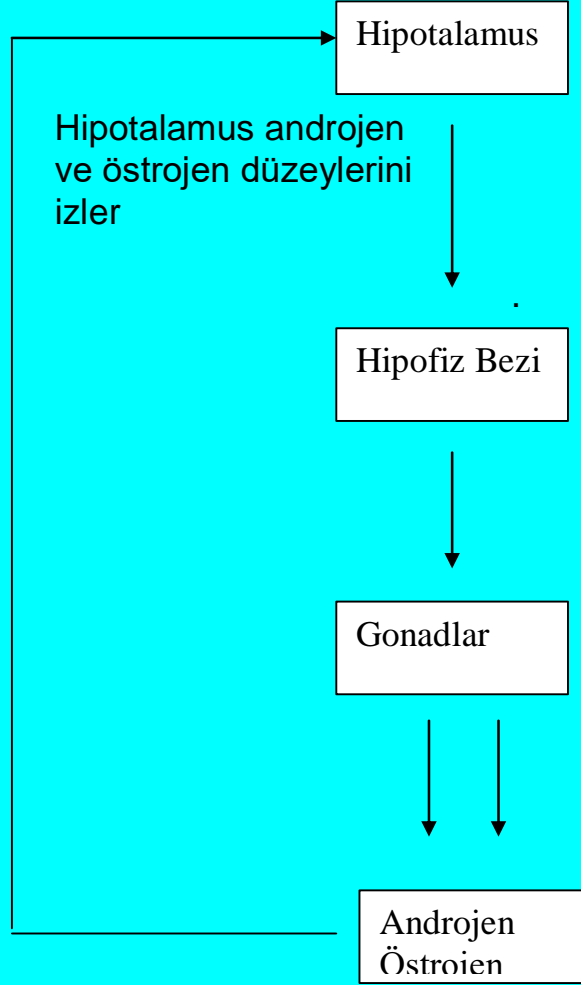 Hipotalamus
Hipotalamus androjen
ve östrojen düzeylerini
izler
.
Hipofiz Bezi
Gonadlar
Androjen
Östrojen